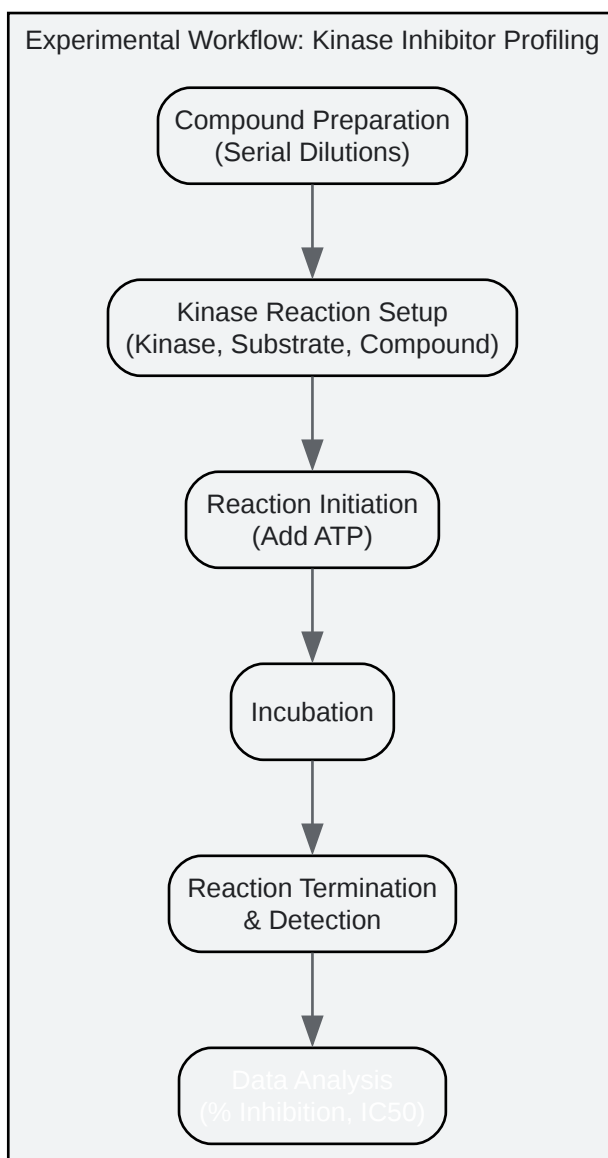 Experimental Workflow: Kinase Inhibitor Profiling
Compound Preparation
(Serial Dilutions)
Kinase Reaction Setup
(Kinase, Substrate, Compound)
Reaction Initiation
(Add ATP)
Incubation
Reaction Termination
& Detection
Data Analysis
(% Inhibition, IC50)